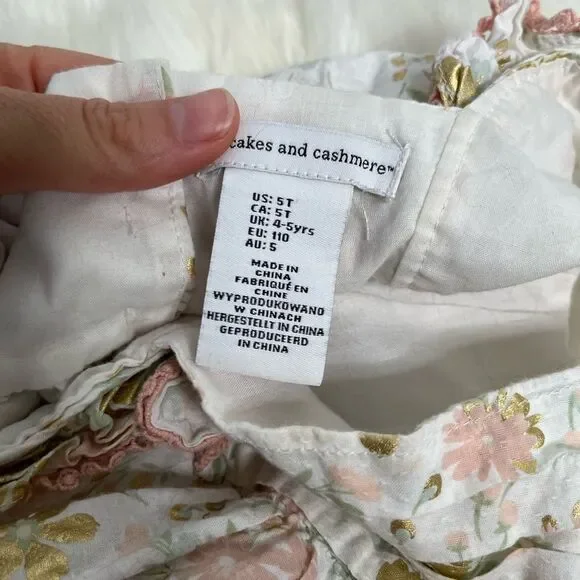 cakes and cashmere™
US: 5T
CA: 5T
UK: 4-5yrs
EU: 110
AU: 5
MADE IN
CHINA
FABRIQUÉ EN
CHINE
WYPRODUKOWANO
W CHINACH
HERGESTELLT IN CHINA
GEPRODUCEERD
IN CHINA